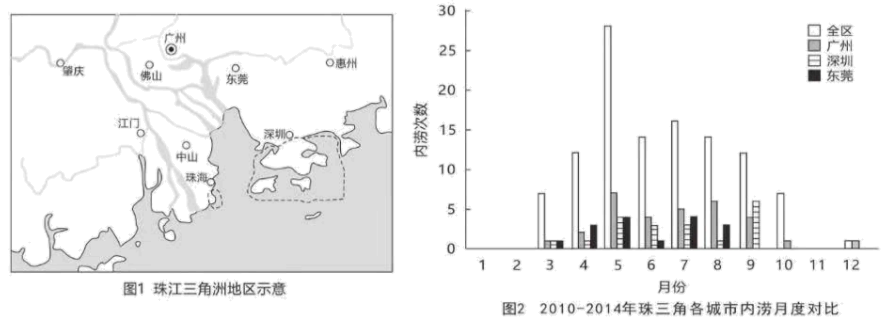 广州
肇庆
佛山
东莞
惠州
江门
中山
深圳
珠海
图1 珠江三角洲地区示意
内涝次数
30
25
20
15
10
5
0
全区
广州
深圳
东莞
1 2 3 4 5 6 7 8 9 10 11 12
月份
图2 2010-2014年珠三角各城市内涝月度对比